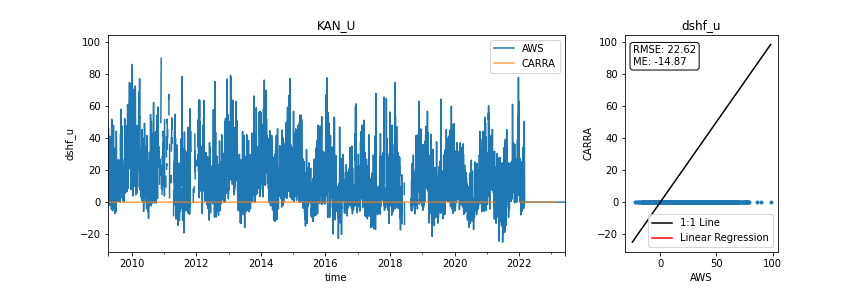 KAN_U
dshf_u
100
80
60
40
20
0
−20
dshf_u
AWS
CARRA
2010
2012
2014
2016
2018
2020
2022
time
100
80
60
40
20
0
−20
CARRA
RMSE: 22.62
ME: -14.87
1:1 Line
Linear Regression
0
50
100
AWS